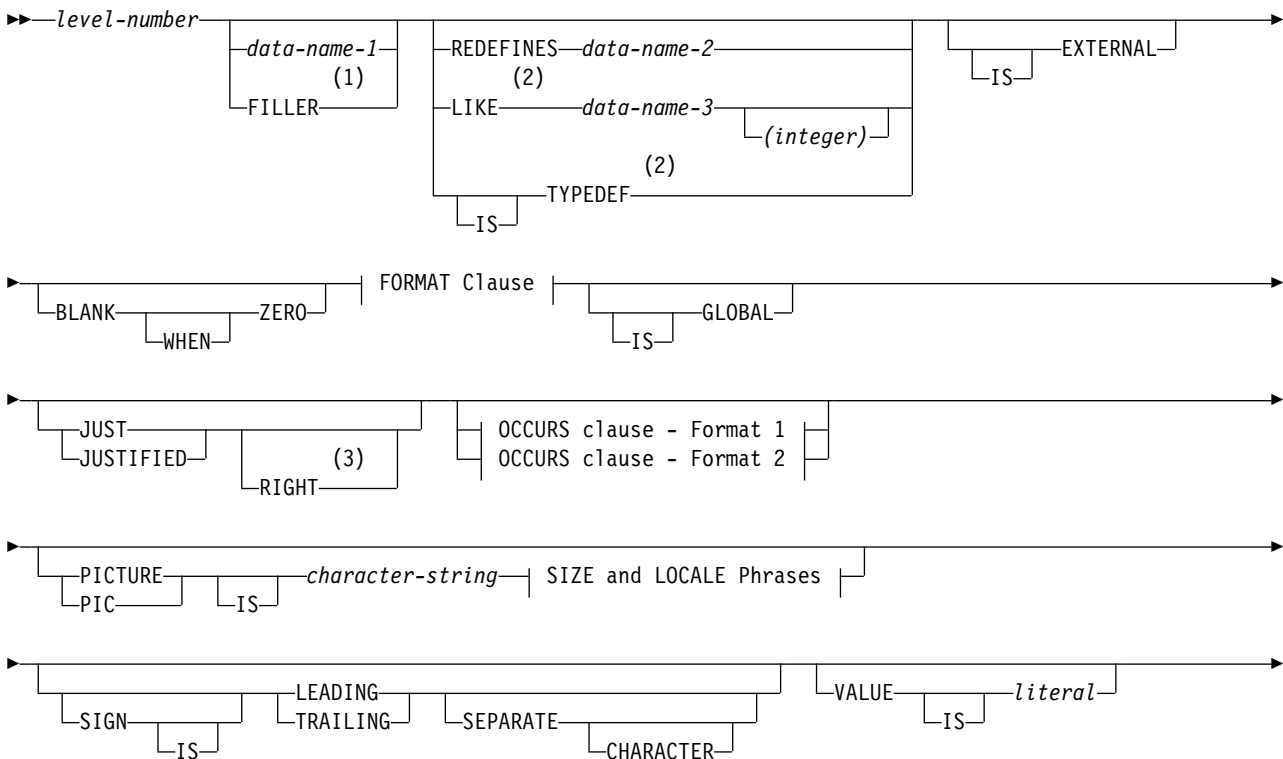 level-number
data-name-1 REDEFINES data-name-2 EXTERNAL
(1) (2) IS
FILLER LIKE data-name-3
(integer)
(2)
TYPEDEF
IS
FORMAT Clause
BLANK ZERO GLOBAL
WHEN IS
JUST OCCURS clause - Format 1
JUSTIFIED (3) OCCURS clause - Format 2
RIGHT
PICTURE character-string SIZE and LOCALE Phrases
PIC IS
LEADING VALUE literal
SIGN TRAILING SEPARATE IS
IS CHARACTER